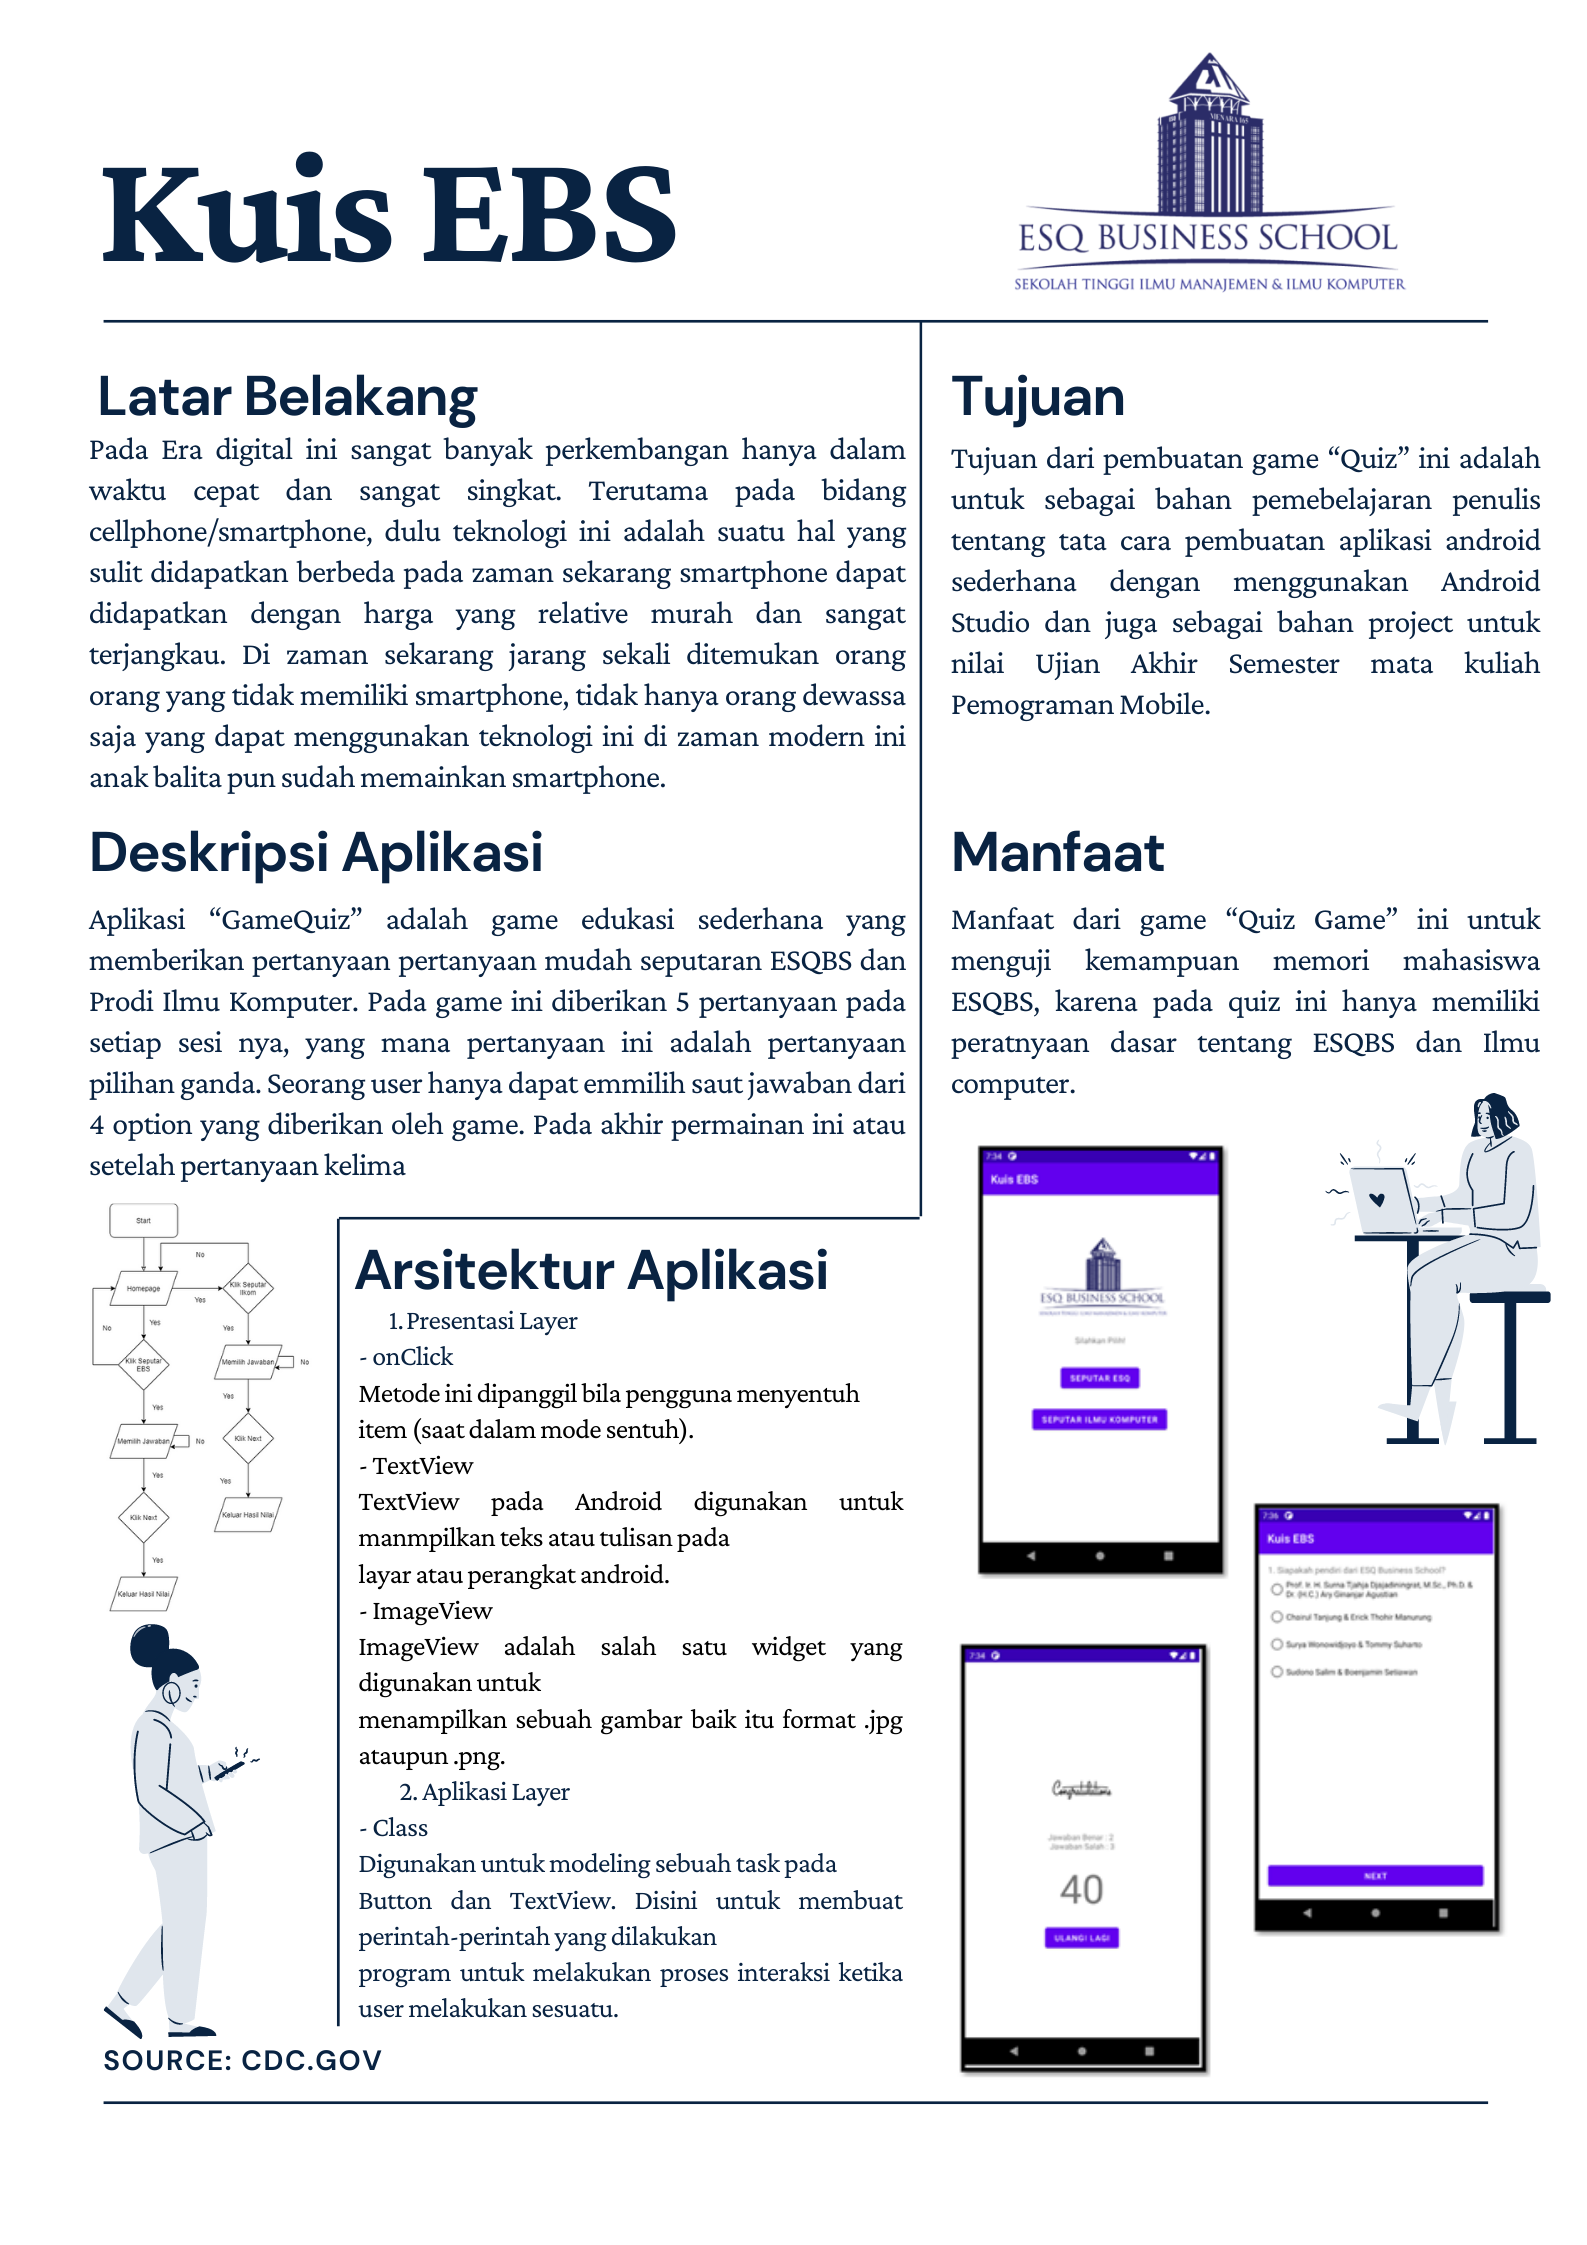 Kuis EBS
MENARA 165
ESQ BUSINESS SCHOOL
SEKOLAH TINGGI ILMU MANAJEMEN & ILMU KOMPUTER
Latar Belakang
Pada Era digital ini sangat banyak perkembangan hanya dalam
waktu cepat dan sangat singkat. Terutama pada bidang
cellphone/smartphone, dulu teknologi ini adalah suatu hal yang
sulit didapatkan berbeda pada zaman sekarang smartphone dapat
didapatkan dengan harga yang relative murah dan sangat
terjangkau. Di zaman sekarang jarang sekali ditemukan orang
orang yang tidak memiliki smartphone, tidak hanya orang dewassa
saja yang dapat menggunakan teknologi ini di zaman modern ini
anak balita pun sudah memainkan smartphone.
Tujuan
Tujuan dari pembuatan game “Quiz” ini adalah
untuk sebagai bahan pemebelajaran penulis
tentang tata cara pembuatan aplikasi android
sederhana dengan menggunakan Android
Studio dan juga sebagai bahan project untuk
nilai Ujian Akhir Semester mata kuliah
Pemograman Mobile.
Deskripsi Aplikasi
Aplikasi “GameQuiz” adalah game edukasi sederhana yang
memberikan pertanyaan pertanyaan mudah seputaran ESQBS dan
Prodi Ilmu Komputer. Pada game ini diberikan 5 pertanyaan pada
setiap sesi nya, yang mana pertanyaan ini adalah pertanyaan
pilihan ganda. Seorang user hanya dapat emmilih saut jawaban dari
4 option yang diberikan oleh game. Pada akhir permainan ini atau
setelah pertanyaan kelima
Manfaat
Manfaat dari game “Quiz Game” ini untuk
menguji kemampuan memori mahasiswa
ESQBS, karena pada quiz ini hanya memiliki
peratnyaan dasar tentang ESQBS dan Ilmu
computer.
Start
No
Homepage
Yes
Klik Seputar
Ilkom
Yes
No
Yes
Klik Seputar
EBS
Memilih Jawaban
No
Yes
Yes
Memilih Jawaban
No
Klik Next
Yes
Yes
Klik Next
Keluar Hasil Nilai
Yes
Keluar Hasil Nilai
Arsitektur Aplikasi
1. Presentasi Layer
- onClick
Metode ini dipanggil bila pengguna menyentuh
item (saat dalam mode sentuh).
- TextView
TextView pada Android digunakan untuk
manmpilkan teks atau tulisan pada
layar atau perangkat android.
- ImageView
ImageView adalah salah satu widget yang
digunakan untuk
menampilkan sebuah gambar baik itu format .jpg
ataupun .png.
2. Aplikasi Layer
- Class
Digunakan untuk modeling sebuah task pada
Button dan TextView. Disini untuk membuat
perintah-perintah yang dilakukan
program untuk melakukan proses interaksi ketika
user melakukan sesuatu.
7:34
Kuis EBS
ESQ BUSINESS SCHOOL
SEKOLAH TINGGI ILMU MANAJEMEN & ILMU KOMPUTER
Silahkan Pilih!
SEPUTAR ESQ
SEPUTAR ILMU KOMPUTER
7:36
Kuis EBS
1. Siapakah pendiri dari ESQ Business School?
Prof. Ir. H. Surna Tjahja Djajadiningrat, M.Sc., Ph.D. &
Dr. (H.C.) Ary Ginanjar Agustian
Chairul Tanjung & Erick Thohir Manurung
Surya Wonowidjoyo & Tommy Suharto
Sudono Salim & Boenjamin Setiawan
NEXT
7:34
Congratulations
Jawaban Benar : 2
Jawaban Salah : 3
40
ULANGI LAGI
SOURCE: CDC.GOV